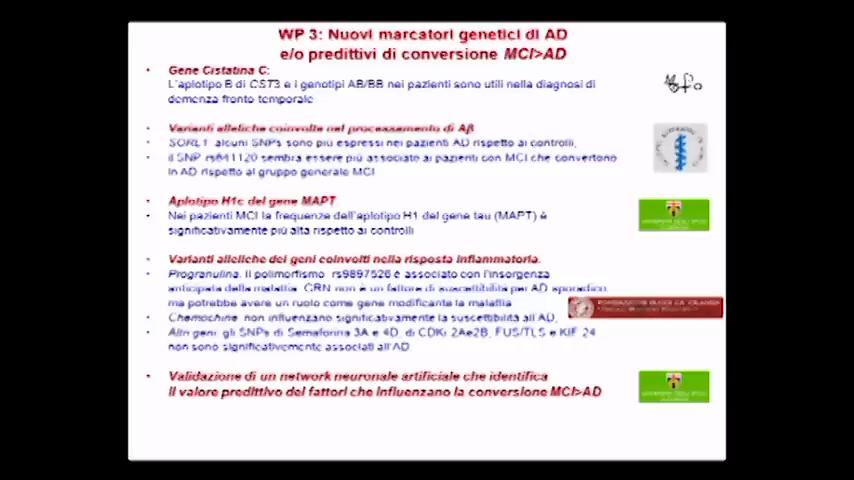 WP 3: Nuovi marcatori genetici di AD
e/o predittivi di conversione MCI>AD
• Gene Cistatina C:
L'aplotipo B di CST3 e i genotipi AB/BB nei pazienti sono utili nella diagnosi di
demenza fronto temporale
• Varianti alleliche coinvolte nel processamento di Aβ
• SORL1 alcuni SNPs sono più espressi nei pazienti AD rispetto ai controlli,
• il SNP rs641120 sembra essere più associato ai pazienti con MCI che convertono
in AD rispetto al gruppo generale MCI
• Aplotipo H1c del gene MAPT
• Nei pazienti MCI la frequenze dell'aplotipo H1 del gene tau (MAPT) è
significativamente più alta rispetto ai controlli
• Varianti alleliche dei geni coinvolti nella risposta infiammatoria.
• Progranulina. Il polimorfismo rs9897526 è associato con l'insorgenza
anticipata della malattia. GRN non è un fattore di suscettibilità per AD sporadico
ma potrebbe avere un ruolo come gene modificante la malattia
• Chemochine non influenzano significativamente la suscettibilità all'AD,
• Altri geni: gli SNPs di Semaforina 3A e 4D, di CDKi 2Ae2B, FUS/TLS e KIF 24
non sono significativamente associati all'AD
• Validazione di un network neuronale artificiale che identifica
il valore predittivo dei fattori che influenzano la conversione MCI>AD